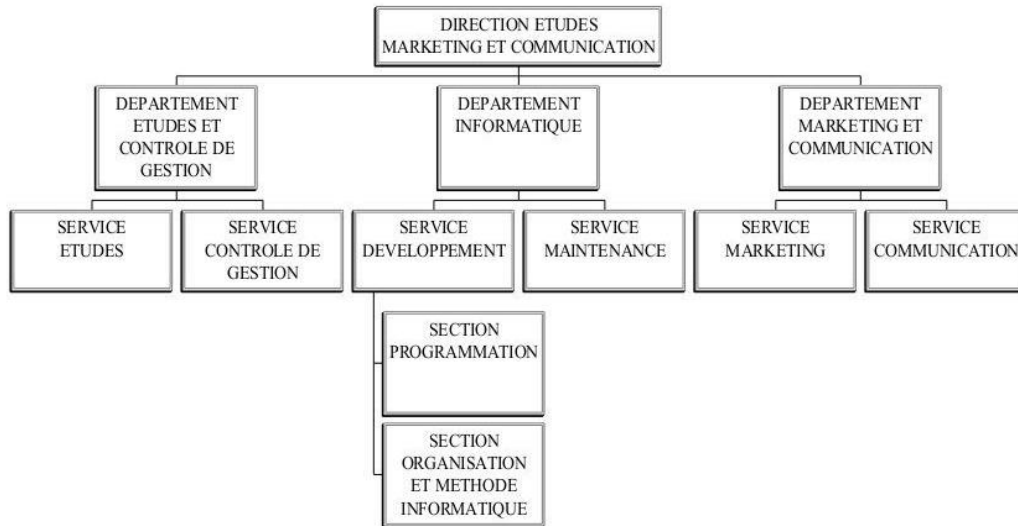 DIRECTION ETUDES
MARKETING ET COMMUNICATION
DEPARTEMENT
ETUDES ET
CONTROLE DE
GESTION
DEPARTEMENT
INFORMATIQUE
DEPARTEMENT
MARKETING ET
COMMUNICATION
SERVICE
ETUDES
SERVICE
CONTROLE DE
GESTION
SERVICE
DEVELOPPEMENT
SERVICE
MAINTENANCE
SERVICE
MARKETING
SERVICE
COMMUNICATION
SECTION
PROGRAMMATION
SECTION
ORGANISATION
ET METHODE
INFORMATIQUE